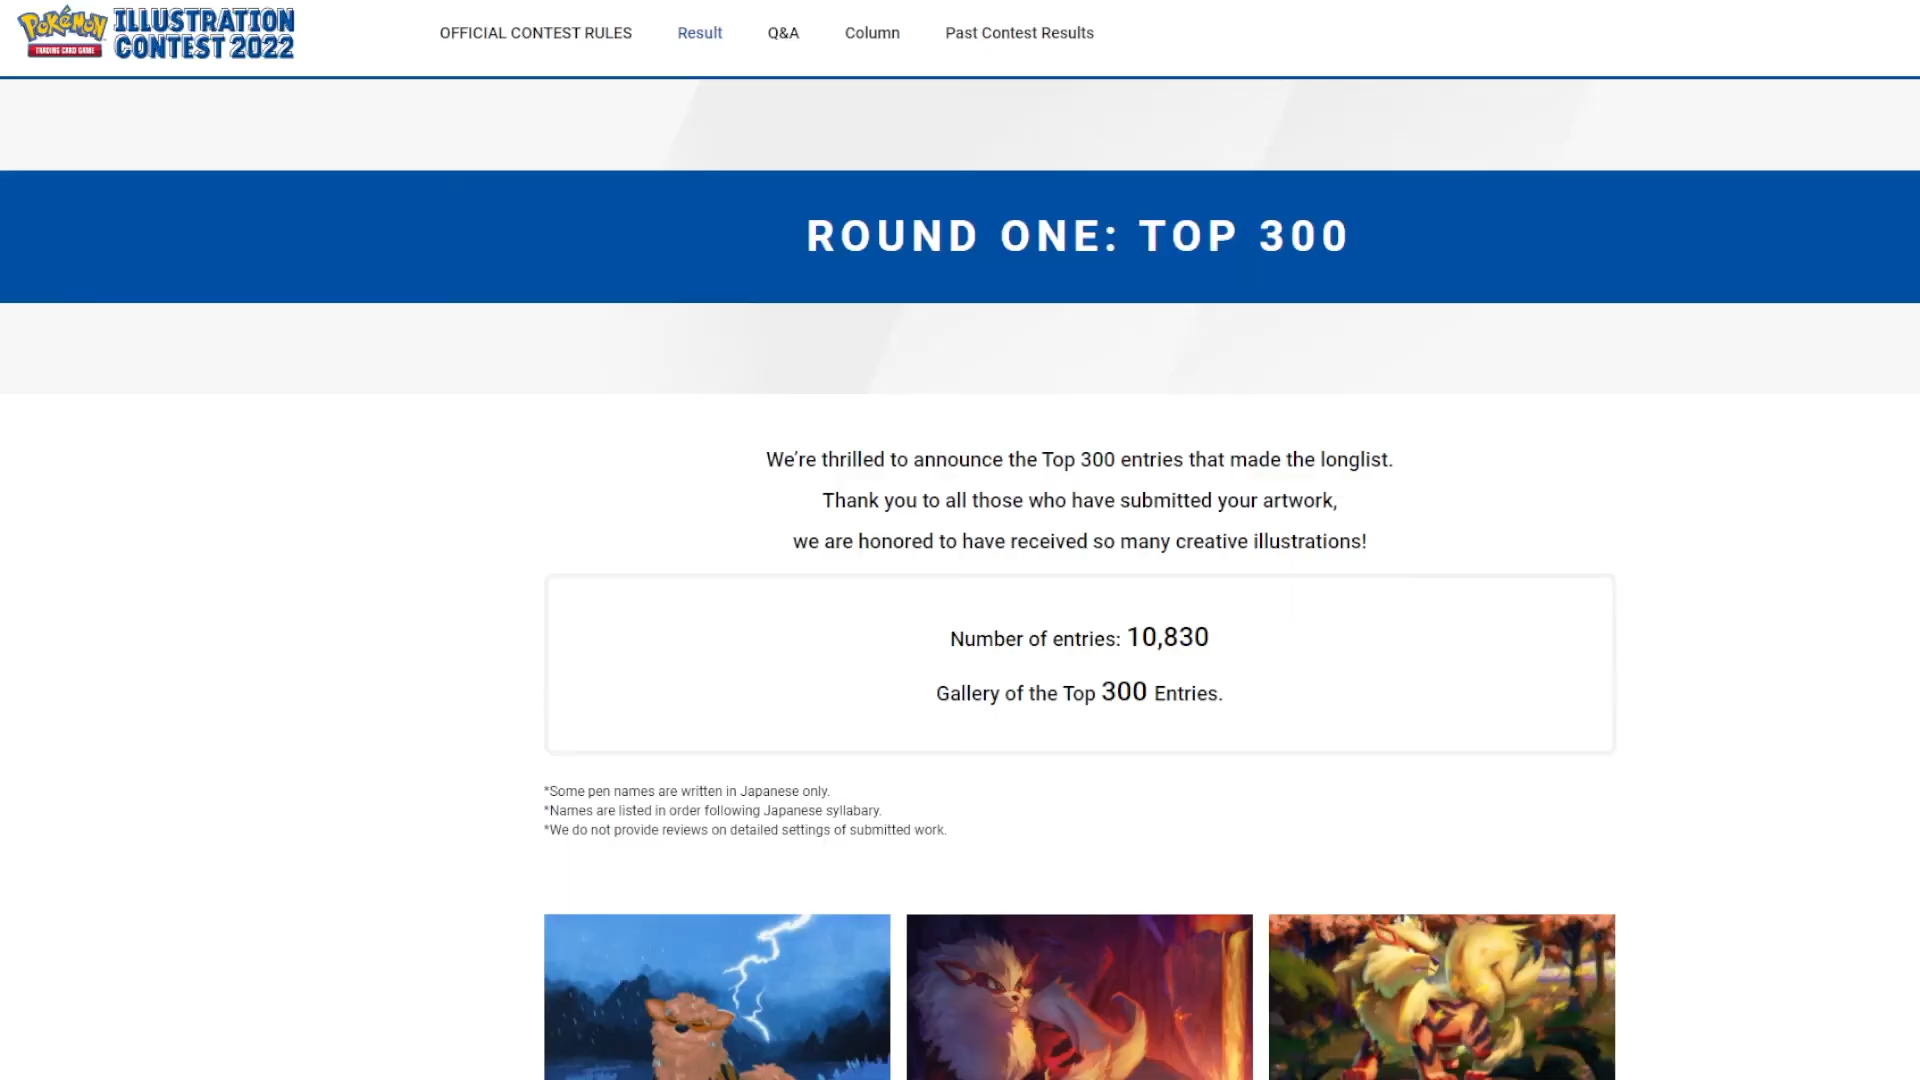 Pokémon
TRADING CARD GAME
ILLUSTRATION
CONTEST 2022
OFFICIAL CONTEST RULES
Result
Q&A
Column
Past Contest Results
ROUND ONE: TOP 300
We're thrilled to announce the Top 300 entries that made the longlist.
Thank you to all those who have submitted your artwork,
we are honored to have received so many creative illustrations!
Number of entries: 10,830
Gallery of the Top 300 Entries.
*Some pen names are written in Japanese only.
*Names are listed in order following Japanese syllabary.
*We do not provide reviews on detailed settings of submitted work.